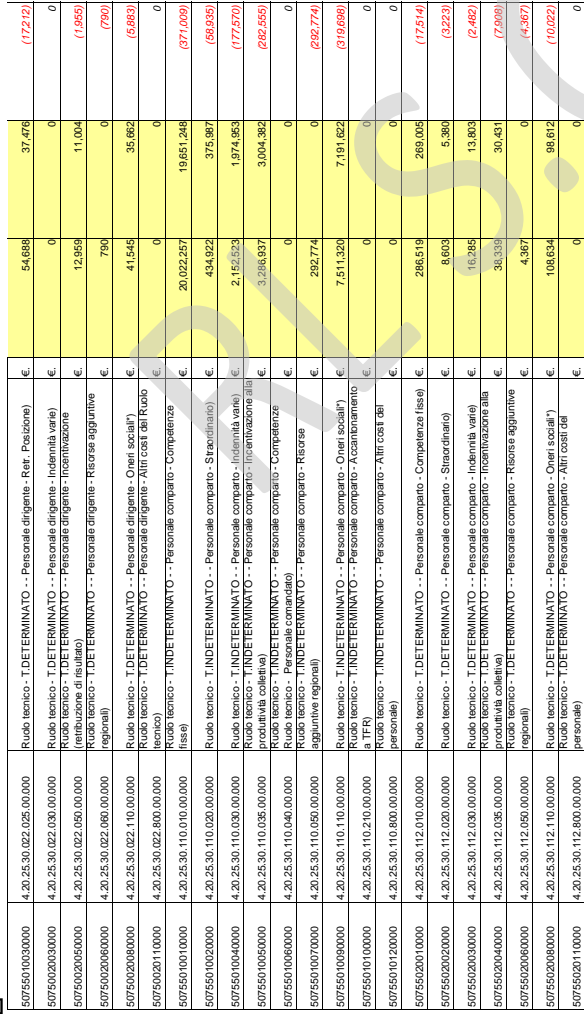 50755010030000 4.20.25.30.022.025.00.000 Ruolo tecnico - T.DETERMINATO - - Personale dirigente - Retr. Posizione) €. 54,688 37,476 (17,212)
50750020030000 4.20.25.30.022.030.00.000 Ruolo tecnico - T.DETERMINATO - - Personale dirigente - Indennità varie) €. 0 0 0
50750020050000 4.20.25.30.022.050.00.000 Ruolo tecnico - T.DETERMINATO - - Personale dirigente - Incentivazione
(retribuzione di risultato) €. 12,959 11,004 (1,955)
50750020060000 4.20.25.30.022.060.00.000 Ruolo tecnico - T.DETERMINATO - - Personale dirigente - Risorse aggiuntive
regionali) €. 790 0 (790)
50750020080000 4.20.25.30.022.110.00.000 Ruolo tecnico - T.DETERMINATO - - Personale dirigente - Oneri sociali*) €. 41,545 35,662 (5,883)
50750020110000 4.20.25.30.022.800.00.000 Ruolo tecnico - T.DETERMINATO - - Personale dirigente - Altri costi del Ruolo
tecnico) €. 0 0 0
50755010010000 4.20.25.30.110.010.00.000 Ruolo tecnico - T.INDETERMINATO - - Personale comparto - Competenze
fisse) €. 20,022,257 19,651,248 (371,009)
50755010020000 4.20.25.30.110.020.00.000 Ruolo tecnico - T.INDETERMINATO - - Personale comparto - Straordinario) €. 434,922 375,987 (58,935)
50755010040000 4.20.25.30.110.030.00.000 Ruolo tecnico - T.INDETERMINATO - - Personale comparto - Indennità varie) €. 2,152,523 1,974,953 (177,570)
50755010050000 4.20.25.30.110.035.00.000 Ruolo tecnico - T.INDETERMINATO - - Personale comparto - Incentivazione alla
produttività collettiva) €. 3,286,937 3,004,382 (282,555)
50755010060000 4.20.25.30.110.040.00.000 Ruolo tecnico - T.INDETERMINATO - - Personale comparto - Competenze
Personale comandato) €. 0 0 0
50755010070000 4.20.25.30.110.050.00.000 Ruolo tecnico - T.INDETERMINATO - - Personale comparto - Risorse
aggiuntive regionali) €. 292,774 0 (292,774)
50755010090000 4.20.25.30.110.110.00.000 Ruolo tecnico - T.INDETERMINATO - - Personale comparto - Oneri sociali*) €. 7,511,320 7,191,622 (319,698)
50755010100000 4.20.25.30.110.210.00.000 Ruolo tecnico - T.INDETERMINATO - - Personale comparto - Accantonamento
a TFR) €. 0 0 0
50755010120000 4.20.25.30.110.800.00.000 Ruolo tecnico - T.INDETERMINATO - - Personale comparto - Altri costi del
personale) €. 0 0 0
50755020110000 4.20.25.30.112.010.00.000 Ruolo tecnico - T.DETERMINATO - - Personale comparto - Competenze fisse) €. 286,519 269,005 (17,514)
50755020020000 4.20.25.30.112.020.00.000 Ruolo tecnico - T.DETERMINATO - - Personale comparto - Straordinario) €. 8,603 5,380 (3,223)
50755020030000 4.20.25.30.112.030.00.000 Ruolo tecnico - T.DETERMINATO - - Personale comparto - Indennità varie) €. 16,285 13,803 (2,482)
50755020040000 4.20.25.30.112.035.00.000 Ruolo tecnico - T.DETERMINATO - - Personale comparto - Incentivazione alla
produttività collettiva) €. 38,339 30,431 (7,908)
50755020060000 4.20.25.30.112.050.00.000 Ruolo tecnico - T.DETERMINATO - - Personale comparto - Risorse aggiuntive
regionali) €. 4,367 0 (4,367)
50755020080000 4.20.25.30.112.110.00.000 Ruolo tecnico - T.DETERMINATO - - Personale comparto - Oneri sociali*) €. 108,634 98,612 (10,022)
50755020110000 4.20.25.30.112.800.00.000 Ruolo tecnico - T.DETERMINATO - - Personale comparto - Altri costi del
personale) €. 0 0 0